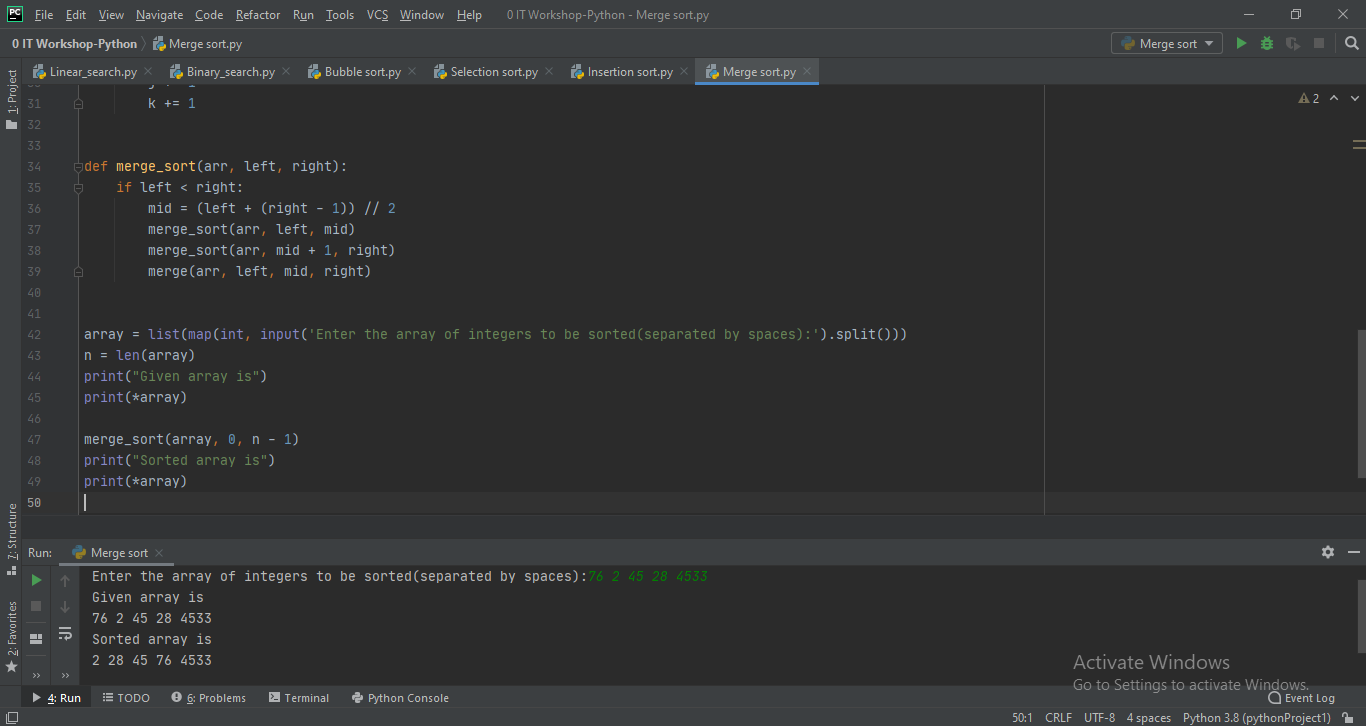 PC File Edit View Navigate Code Refactor Run Tools VCS Window Help 0 IT Workshop-Python - Merge sort.py
0 IT Workshop-Python Merge sort.py Merge sort
Linear_search.py Binary_search.py Bubble sort.py Selection sort.py Insertion sort.py Merge sort.py
1: Project
2
31 k += 1
32
33
34 def merge_sort(arr, left, right):
35 if left < right:
36 mid = (left + (right - 1)) // 2
37 merge_sort(arr, left, mid)
38 merge_sort(arr, mid + 1, right)
39 merge(arr, left, mid, right)
40
41
42 array = list(map(int, input('Enter the array of integers to be sorted(separated by spaces):').split()))
43 n = len(array)
44 print("Given array is")
45 print(*array)
46
47 merge_sort(array, 0, n - 1)
48 print("Sorted array is")
49 print(*array)
50
7: Structure
2: Favorites
Run: Merge sort
Enter the array of integers to be sorted(separated by spaces):76 2 45 28 4533
Given array is
76 2 45 28 4533
Sorted array is
2 28 45 76 4533
Activate Windows
Go to Settings to activate Windows.
4: Run TODO 6: Problems Terminal Python Console Event Log
50:1 CRLF UTF-8 4 spaces Python 3.8 (pythonProject1)